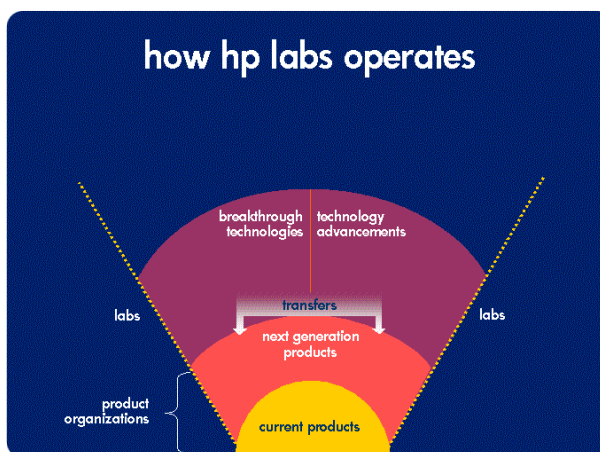 how hp labs operates
breakthrough
technologies
technology
advancements
labs
transfers
labs
next generation
products
product
organizations
current products